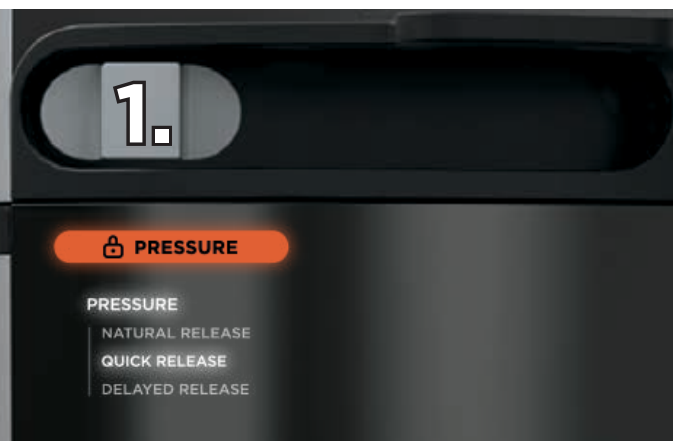 1.
PRESSURE
PRESSURE
NATURAL RELEASE
QUICK RELEASE
DELAYED RELEASE